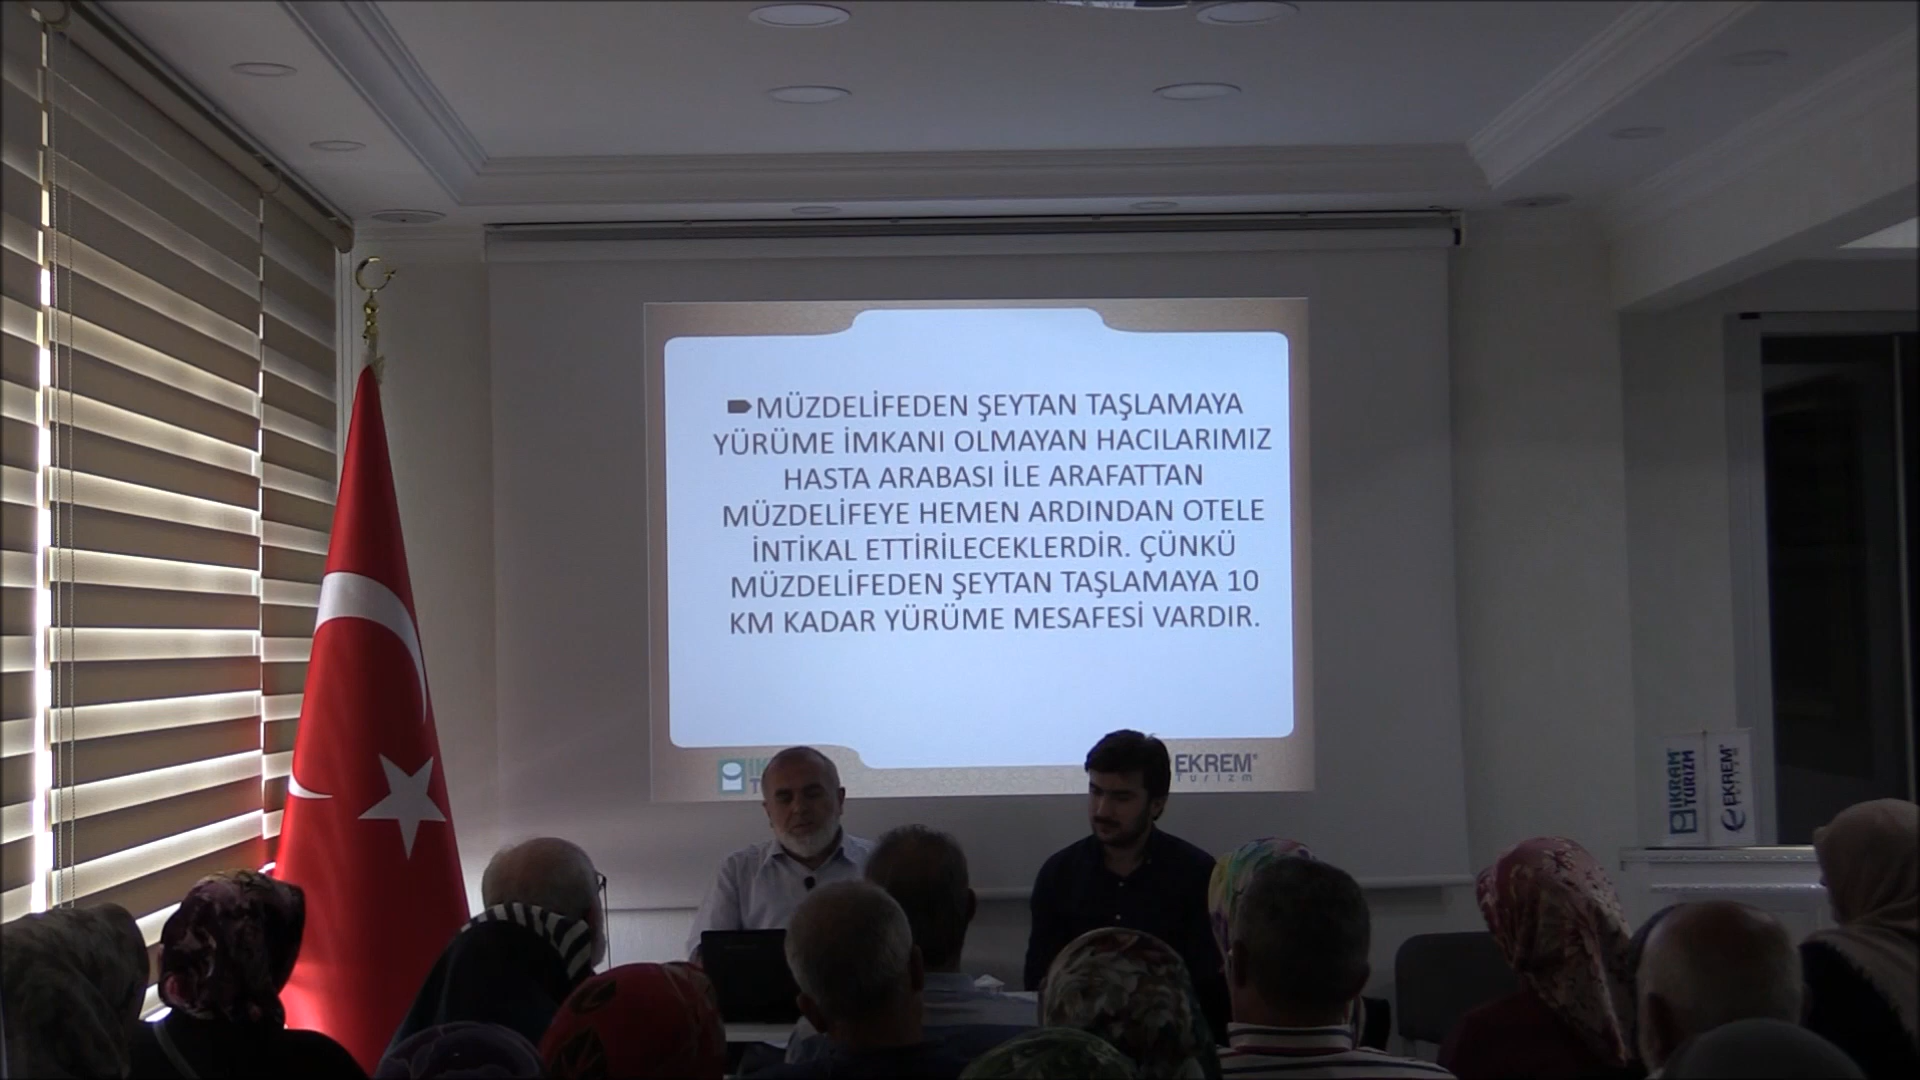 MÜZDELİFEDEN ŞEYTAN TAŞLAMAYA
YÜRÜME İMKANI OLMAYAN HACILARIMIZ
HASTA ARABASI İLE ARAFATTAN
MÜZDELİFEYE HEMEN ARDINDAN OTELE
İNTİKAL ETTİRİLECEKLERDİR. ÇÜNKÜ
MÜZDELİFEDEN ŞEYTAN TAŞLAMAYA 10
KM KADAR YÜRÜME MESAFESİ VARDIR.
EKREM®
Turizm
İKRAM
TURİZM
EKREM